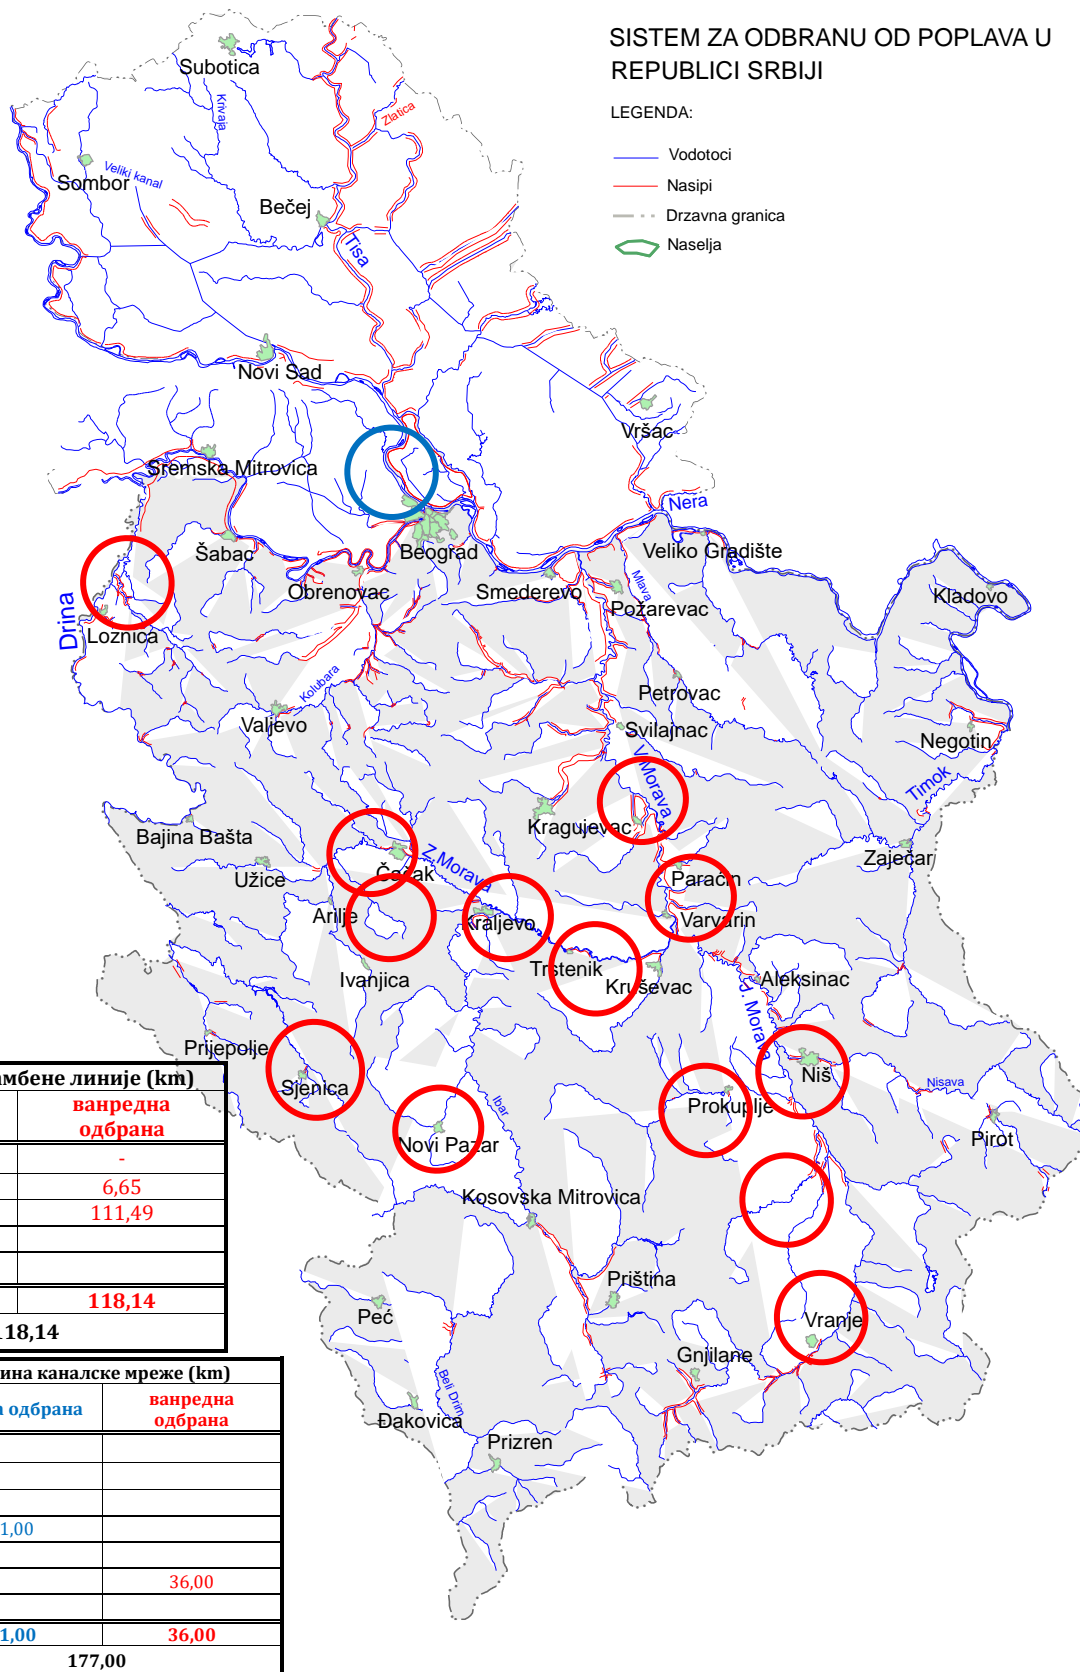 SISTEM ZA ODBRANU OD POPLAVA U
REPUBLICI SRBIJI
LEGENDA:
Vodotoci
Nasipi
Drzavna granica
Naselja
Subotica
Krivaja
Zlatica
Sombor
Veliki kanal
Bečej
Tisa
Novi Sad
Vršac
Sremska Mitrovica
Nera
Šabac
Beograd
Veliko Gradište
Obrenovac
Smederevo
Mlava
Požarevac
Kladovo
Drina
Loznica
Kolubara
Petrovac
Valjevo
Svilajnac
Negotin
V. Morava
Timok
Bajina Bašta
Kragujevac
Zaječar
Užice
Čačak
Z.Morava
Paraćin
Arilje
Kraljevo
Varvarin
Ivanjica
Trstenik
Kruševac
Aleksinac
J. Morava
Prijepolje
Sjenica
Niš
Nisava
Ibar
Prokuplje
Pirot
Novi Pazar
Kosovska Mitrovica
Priština
Peć
Vranje
Gnjilane
Beli Drim
Đakovica
Prizren
линије (km)
ванредна
одбрана
-
6,65
111,49
118,14
18,14
каналске мреже (km)
одбрана
ванредна
одбрана
1,00
36,00
1,00
36,00
177,00